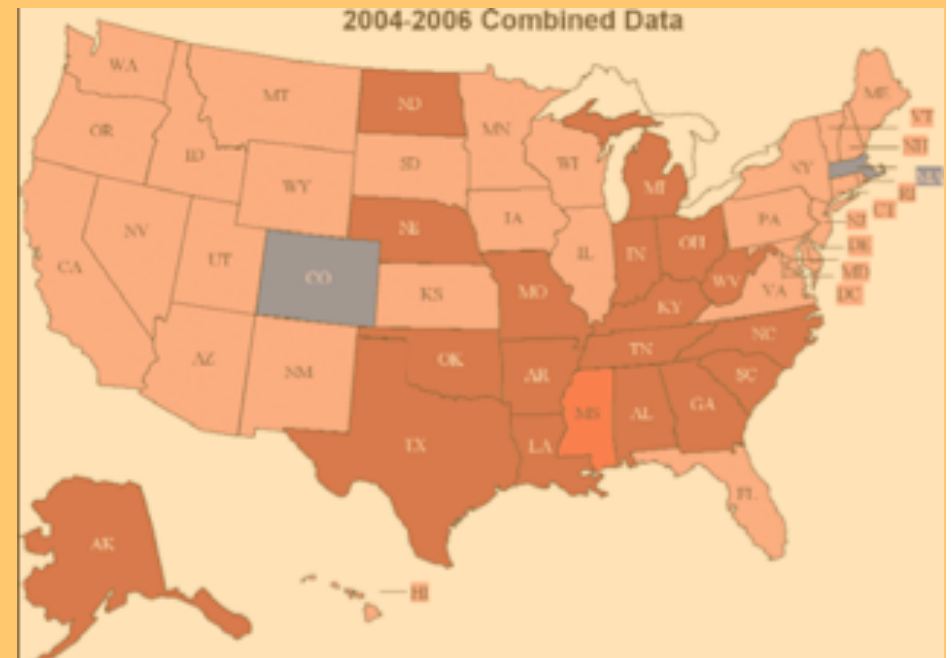 2004-2006 Combined Data
WA
MT
ND
MN
ME
VT
OR
ID
SD
WI
NY
NH
WY
MI
MA
RI
NE
IA
PA
CT
NJ
NV
UT
CO
IL
IN
OH
DE
CA
KS
MO
WV
VA
MD
DC
KY
AZ
NM
OK
AR
TN
NC
SC
TX
LA
MS
AL
GA
FL
AK
HI